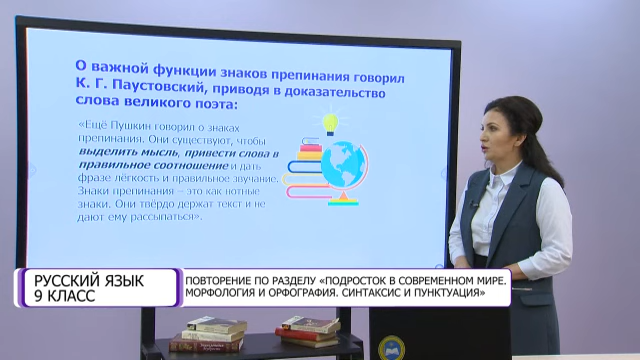 О важной функции знаков препинания говорил
К. Г. Паустовский, приводя в доказательство
слова великого поэта:
«Ещё Пушкин говорил о знаках
препинания. Они существуют, чтобы
выделить мысль, привести слова в
правильное соотношение и дать
фразе лёгкость и правильное звучание.
Знаки препинания – это как нотные
знаки. Они твёрдо держат текст и не
дают ему рассыпаться».
РУССКИЙ ЯЗЫК
9 КЛАСС
ПОВТОРЕНИЕ ПО РАЗДЕЛУ «ПОДРОСТОК В СОВРЕМЕННОМ МИРЕ.
МОРФОЛОГИЯ И ОРФОГРАФИЯ. СИНТАКСИС И ПУНКТУАЦИЯ»